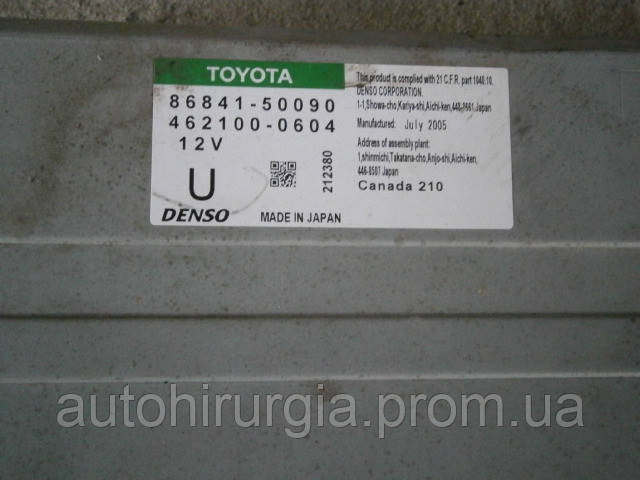 TOYOTA
86841-50090
462100-0604
12V
U
212380
DENSO
MADE IN JAPAN
This product is complied with 21 C.F.R. part 1040.10.
DENSO CORPORATION.
1-1,Showa-cho,Kariya-shi,Aichi-ken,448-8661,Japan
Manufactured: July 2005
Address of assembly plant:
1,shinmichi,Takatana-cho,Anjo-shi,Aichi-ken,
446-8507 Japan
Canada 210
autohirurgia.prom.ua